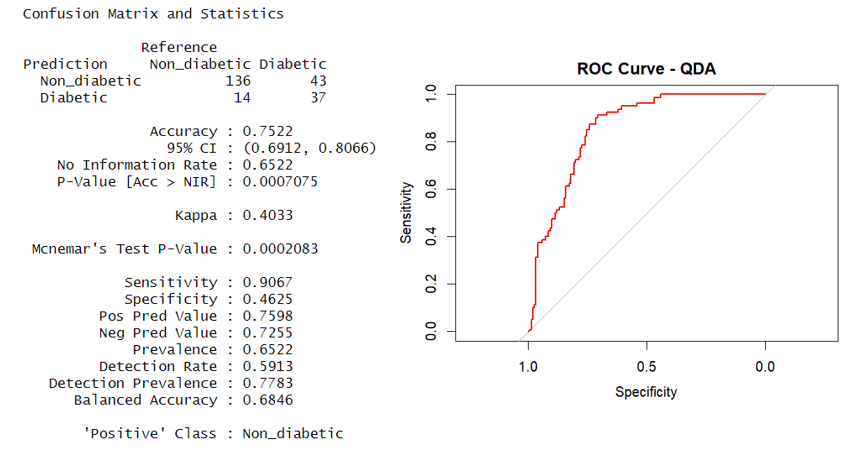 Confusion Matrix and Statistics
Reference
Prediction Non_diabetic Diabetic
Non_diabetic 136 43
Diabetic 14 37
Accuracy : 0.7522
95% CI : (0.6912, 0.8066)
No Information Rate : 0.6522
P-Value [Acc > NIR] : 0.0007075
Kappa : 0.4033
Mcnemar's Test P-Value : 0.0002083
Sensitivity : 0.9067
Specificity : 0.4625
Pos Pred Value : 0.7598
Neg Pred Value : 0.7255
Prevalence : 0.6522
Detection Rate : 0.5913
Detection Prevalence : 0.7783
Balanced Accuracy : 0.6846
'Positive' Class : Non_diabetic
ROC Curve - QDA
Sensitivity
1.0
0.8
0.6
0.4
0.2
0.0
1.0 0.5 0.0
Specificity